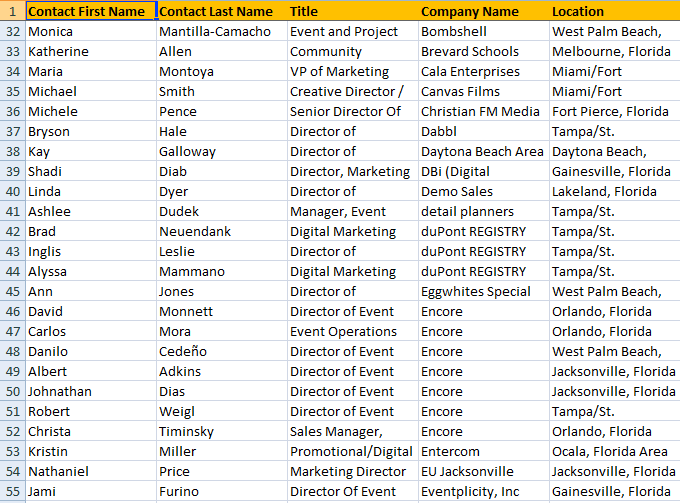 1 Contact First Name Contact Last Name Title Company Name Location
32 Monica Mantilla-Camacho Event and Project Bombshell West Palm Beach,
33 Katherine Allen Community Brevard Schools Melbourne, Florida
34 Maria Montoya VP of Marketing Cala Enterprises Miami/Fort
35 Michael Smith Creative Director / Canvas Films Miami/Fort
36 Michele Pence Senior Director Of Christian FM Media Fort Pierce, Florida
37 Bryson Hale Director of Dabbl Tampa/St.
38 Kay Galloway Director of Daytona Beach Area Daytona Beach,
39 Shadi Diab Director, Marketing DBi (Digital Gainesville, Florida
40 Linda Dyer Director of Demo Sales Lakeland, Florida
41 Ashlee Dudek Manager, Event detail planners Tampa/St.
42 Brad Neuendank Digital Marketing duPont REGISTRY Tampa/St.
43 Inglis Leslie Director of duPont REGISTRY Tampa/St.
44 Alyssa Mammano Digital Marketing duPont REGISTRY Tampa/St.
45 Ann Jones Director of Eggwhites Special West Palm Beach,
46 David Monnett Director of Event Encore Orlando, Florida
47 Carlos Mora Event Operations Encore Orlando, Florida
48 Danilo Cedeño Director of Event Encore West Palm Beach,
49 Albert Adkins Director of Event Encore Jacksonville, Florida
50 Johnathan Dias Director of Event Encore Jacksonville, Florida
51 Robert Weigl Director of Event Encore Tampa/St.
52 Christa Timinsky Sales Manager, Encore Orlando, Florida
53 Kristin Miller Promotional/Digital Entercom Ocala, Florida Area
54 Nathaniel Price Marketing Director EU Jacksonville Jacksonville, Florida
55 Jami Furino Director Of Event Eventplicity, Inc Gainesville, Florida